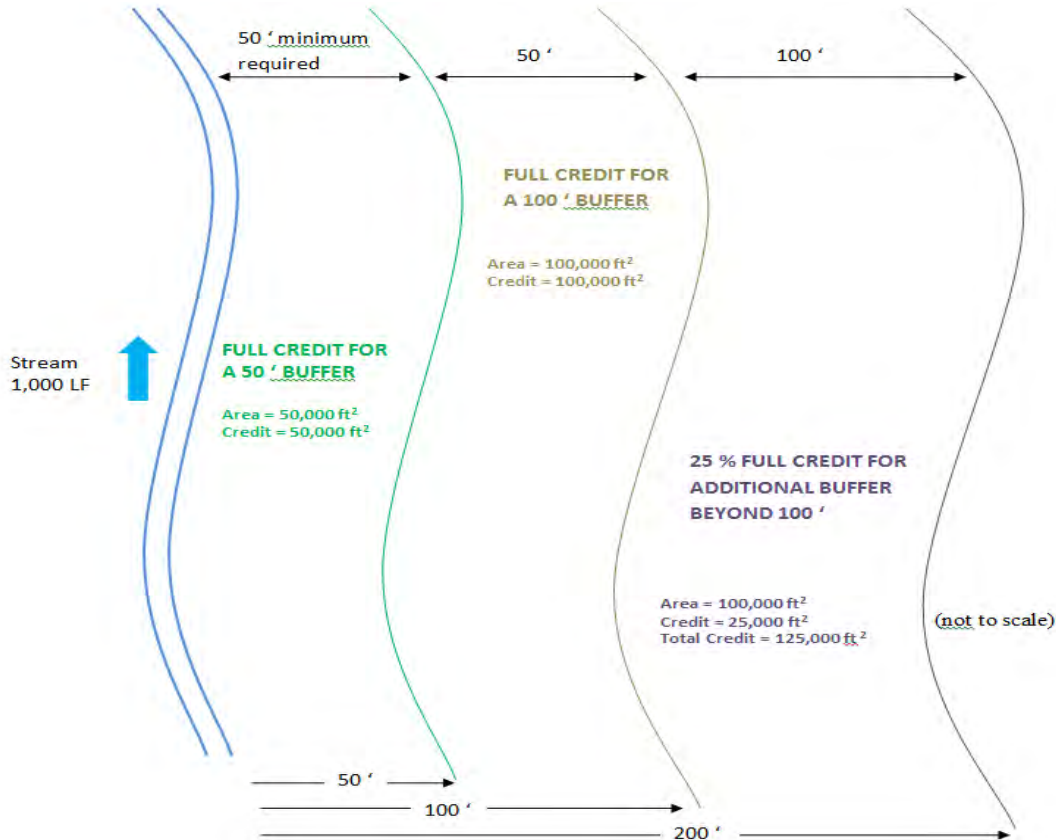 50 ‘ minimum
required
50 ‘
100 ‘
FULL CREDIT FOR
A 100 ‘ BUFFER
Area = 100,000 ft²
Credit = 100,000 ft²
Stream
1,000 LF
FULL CREDIT FOR
A 50 ‘ BUFFER
Area = 50,000 ft²
Credit = 50,000 ft²
25 % FULL CREDIT FOR
ADDITIONAL BUFFER
BEYOND 100 ‘
Area = 100,000 ft²
Credit = 25,000 ft²
Total Credit = 125,000 ft²
(not to scale)
50 ‘
100 ‘
200 ‘